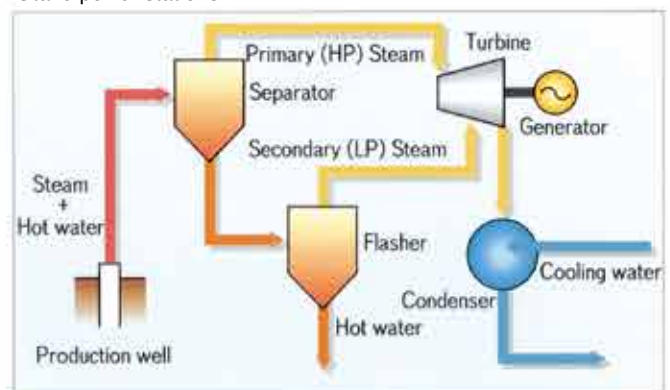 Turbine
Primary (HP) Steam
Separator
Generator
Secondary (LP) Steam
Steam
+
Hot water
Flasher
Cooling water
Condenser
Hot water
Production well